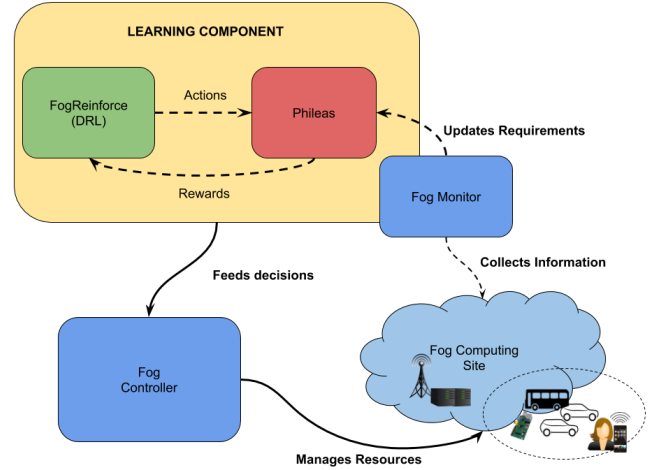 LEARNING COMPONENT
FogReinforce
(DRL)
Actions
Phileas
Rewards
Updates Requirements
Fog Monitor
Feeds decisions
Collects Information
Fog
Controller
Fog Computing
Site
Manages Resources